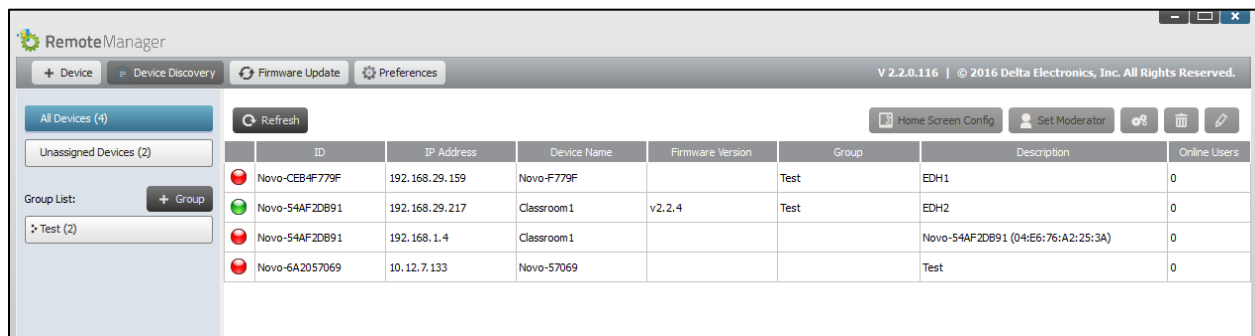 RemoteManager
+ Device Device Discovery Firmware Update Preferences V 2.2.0.116 | © 2016 Delta Electronics, Inc. All Rights Reserved.
All Devices (4)
Unassigned Devices (2)
Group List: + Group
Test (2)
Refresh Home Screen Config Set Moderator
ID IP Address Device Name Firmware Version Group Description Online Users
Novo-CEB4F779F 192.168.29.159 Novo-F779F Test EDH1 0
Novo-54AF2DB91 192.168.29.217 Classroom1 v2.2.4 Test EDH2 0
Novo-54AF2DB91 192.168.1.4 Classroom1 Novo-54AF2DB91 (04:E6:76:A2:25:3A) 0
Novo-6A2057069 10.12.7.133 Novo-57069 Test 0